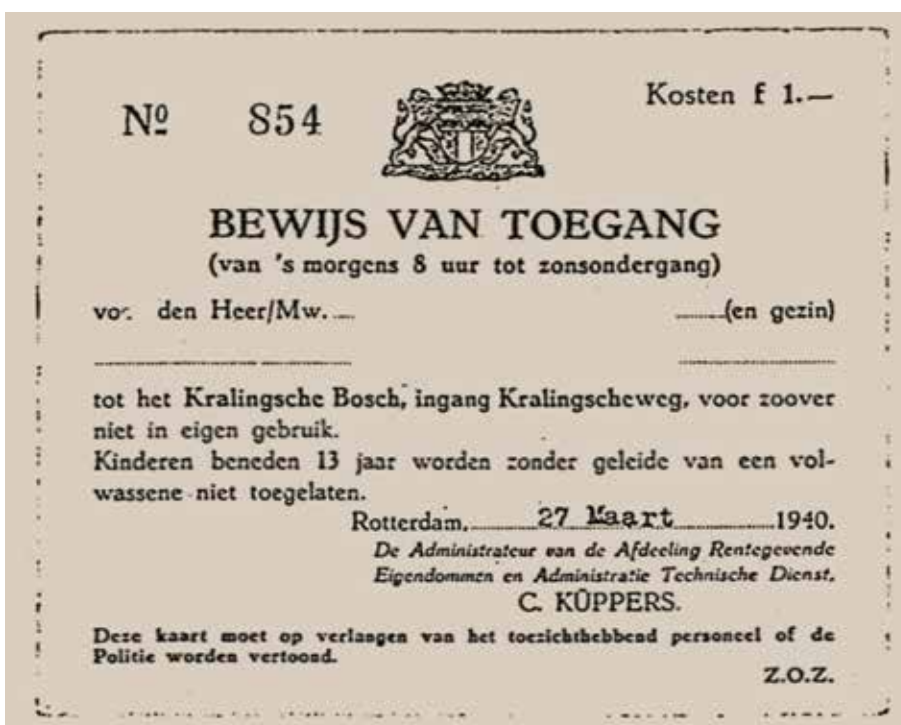 Nº 854 Kosten f 1.—
BEWIJS VAN TOEGANG
(van 's morgens 8 uur tot zonsondergang)
vo. den Heer/Mw. (en gezin)
tot het Kralingsche Bosch, ingang Kralingscheweg, voor zoover
niet in eigen gebruik.
Kinderen beneden 13 jaar worden zonder geleide van een vol-
wassene niet toegelaten.
Rotterdam, 27 Maart 1940.
De Administrateur van de Afdeeling Rentegevende
Eigendommen en Administratie Technische Dienst,
C. KÜPPERS.
Deze kaart moet op verlangen van het toezichthebbend personeel of de
Politie worden vertoond.
Z.O.Z.